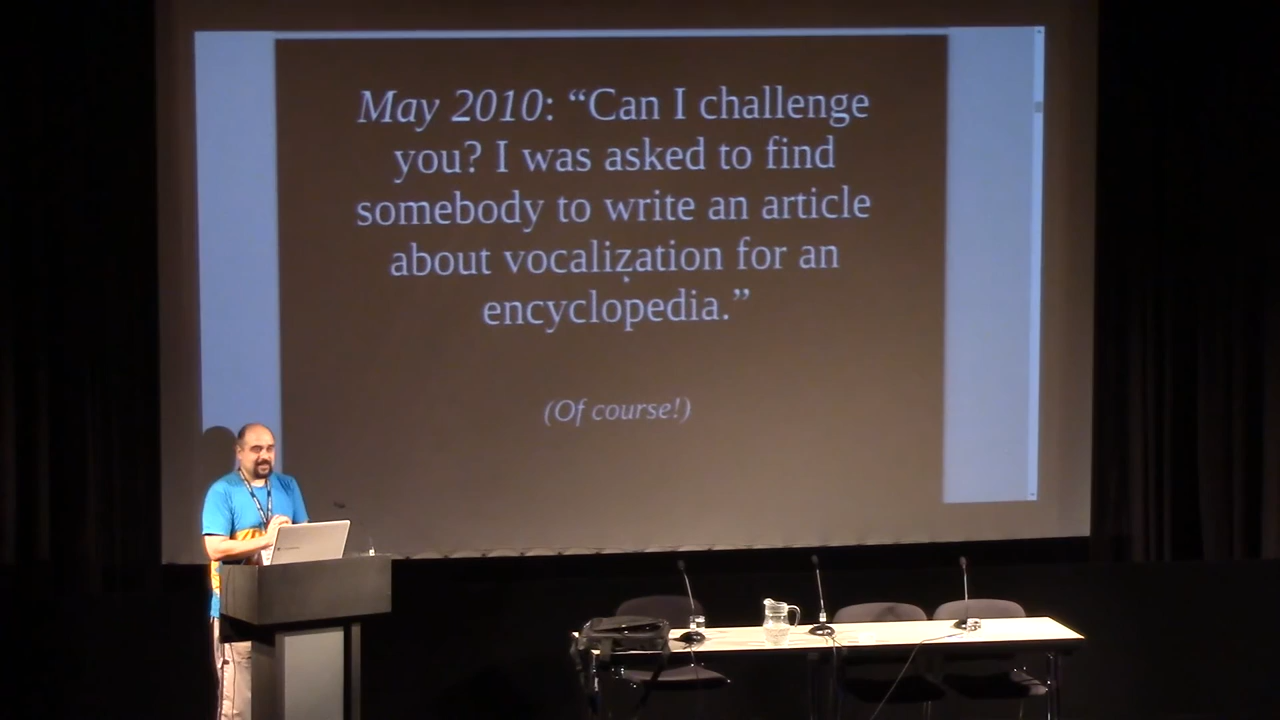 May 2010: “Can I challenge
you? I was asked to find
somebody to write an article
about vocalization for an
encyclopedia.”
(Of course!)